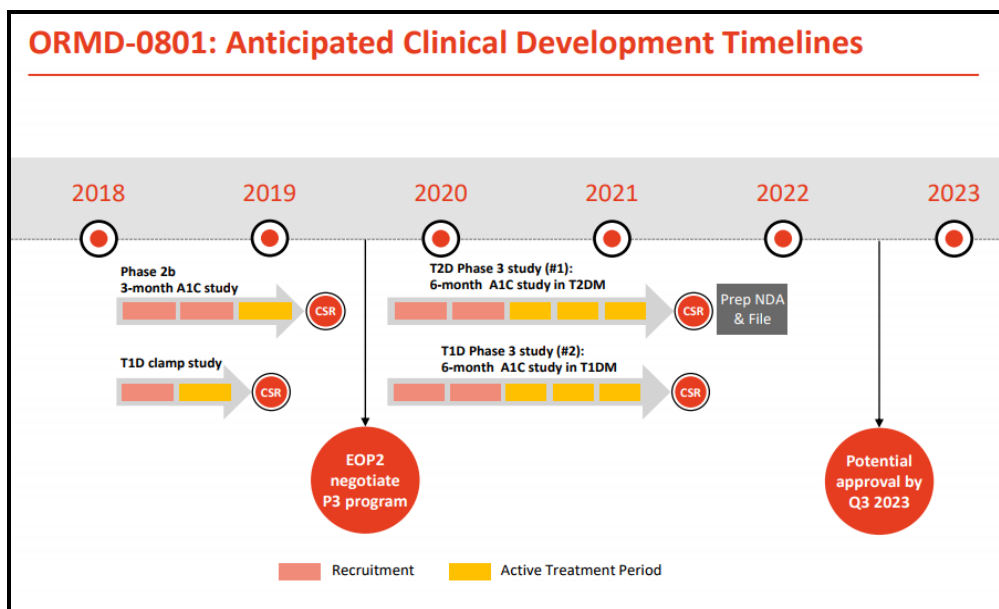 ORMD-0801: Anticipated Clinical Development Timelines
2018
2019
2020
2021
2022
2023
Phase 2b
3-month A1C study
CSR
T2D Phase 3 study (#1):
6-month A1C study in T2DM
CSR
Prep NDA
& File
T1D clamp study
CSR
T1D Phase 3 study (#2):
6-month A1C study in T1DM
CSR
EOP2
negotiate
P3 program
Potential
approval by
Q3 2023
Recruitment
Active Treatment Period